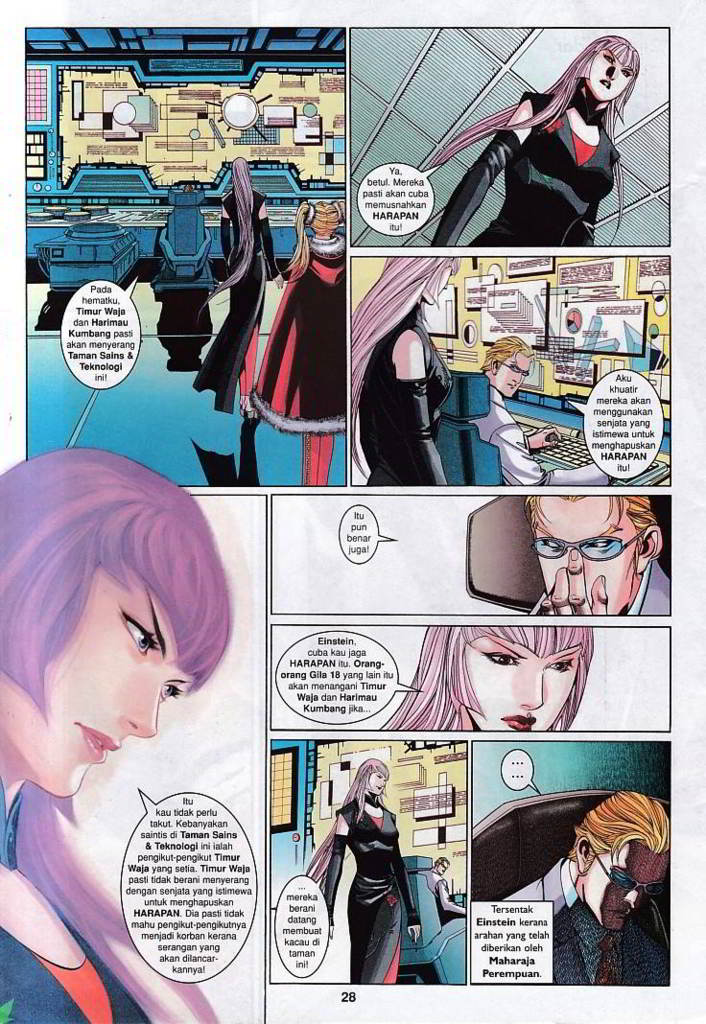 Pada
hematku,
Timur Waja
dan Harimau
Kumbang pasti
akan menyerang
Taman Sains &
Teknologi
ini!
Ya,
betul. Mereka
pasti akan cuba
memusnahkan
HARAPAN
itu!
Aku
khuatir
mereka akan
menggunakan
senjata yang
istimewa untuk
menghapuskan
HARAPAN
itu!
Itu
pun
benar
juga!
Einstein,
cuba kau jaga
HARAPAN itu. Orang-
orang Gila 18 yang lain itu
akan menangani Timur
Waja dan Harimau
Kumbang jika...
Itu
kau tidak perlu
takut. Kebanyakan
saintis di Taman Sains
& Teknologi ini ialah
pengikut-pengikut Timur
Waja yang setia. Timur Waja
pasti tidak berani menyerang
dengan senjata yang istimewa
untuk menghapuskan
HARAPAN. Dia pasti tidak
mahu pengikut-pengikutnya
menjadi korban kerana
serangan yang
akan dilancar-
kannya!
...
mereka
berani
datang
membuat
kacau di
taman
ini!
...
...
Tersentak
Einstein kerana
arahan yang telah
diberikan oleh
Maharaja
Perempuan.
28